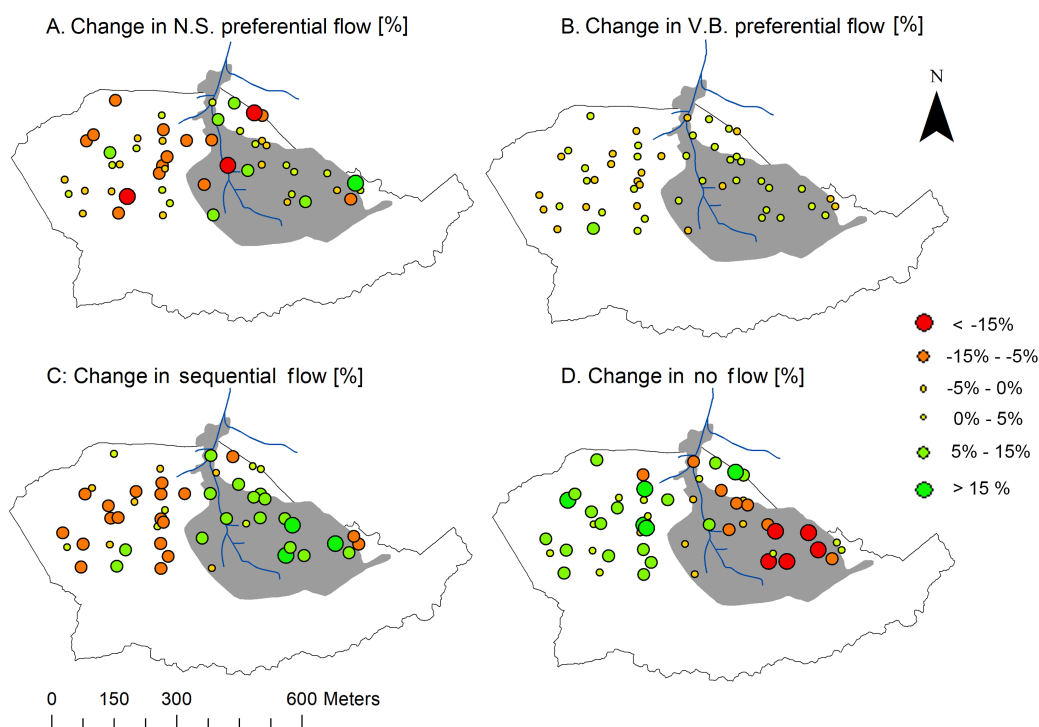 A. Change in N.S. preferential flow [%]
B. Change in V.B. preferential flow [%]
N
< -15%
-15% - -5%
-5% - 0%
0% - 5%
5% - 15%
> 15 %
C: Change in sequential flow [%]
D. Change in no flow [%]
0 150 300 600 Meters